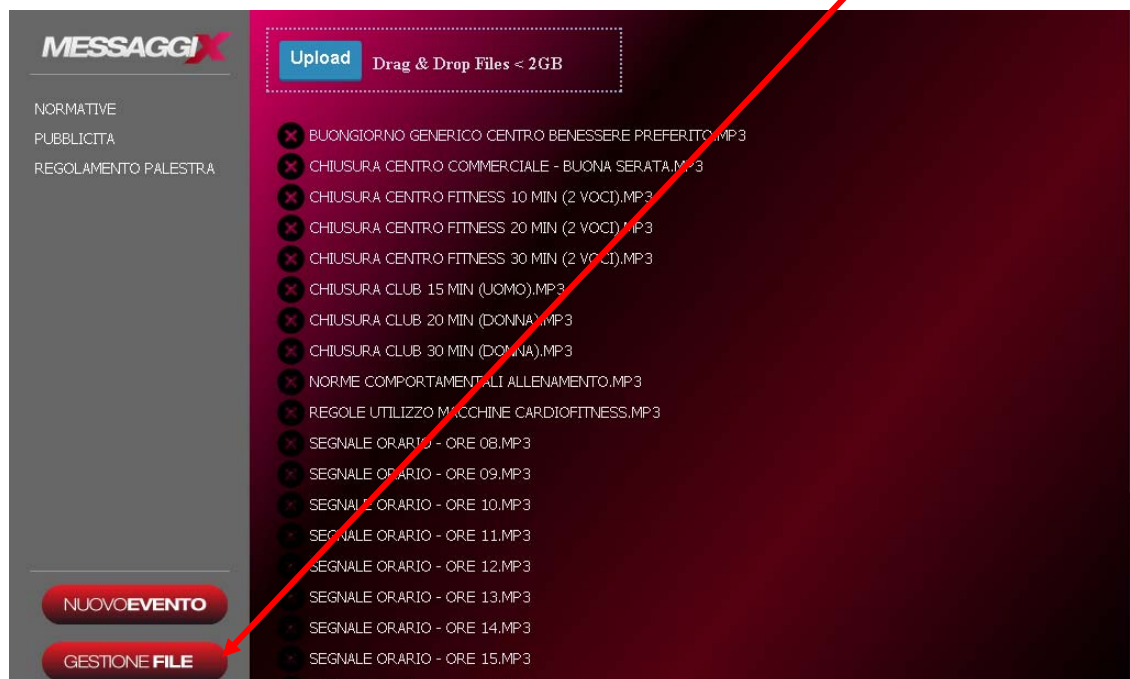 MESSAGGIX
NORMATIVE
PUBBLICITA
REGOLAMENTO PALESTRA
NUOVOEVENTO
GESTIONE FILE
Upload Drag & Drop Files < 2GB
BUONGIORNO GENERICO CENTRO BENESSERE PREFERITO.MP3
CHIUSURA CENTRO COMMERCIALE - BUONA SERATA.MP3
CHIUSURA CENTRO FITNESS 10 MIN (2 VOCI).MP3
CHIUSURA CENTRO FITNESS 20 MIN (2 VOCI).MP3
CHIUSURA CENTRO FITNESS 30 MIN (2 VOCI).MP3
CHIUSURA CLUB 15 MIN (UOMO).MP3
CHIUSURA CLUB 20 MIN (DONNA).MP3
CHIUSURA CLUB 30 MIN (DONNA).MP3
NORME COMPORTAMENTALI ALLENAMENTO.MP3
REGOLE UTILIZZO MACCHINE CARDIOFITNESS.MP3
SEGNALE ORARIO - ORE 08.MP3
SEGNALE ORARIO - ORE 09.MP3
SEGNALE ORARIO - ORE 10.MP3
SEGNALE ORARIO - ORE 11.MP3
SEGNALE ORARIO - ORE 12.MP3
SEGNALE ORARIO - ORE 13.MP3
SEGNALE ORARIO - ORE 14.MP3
SEGNALE ORARIO - ORE 15.MP3